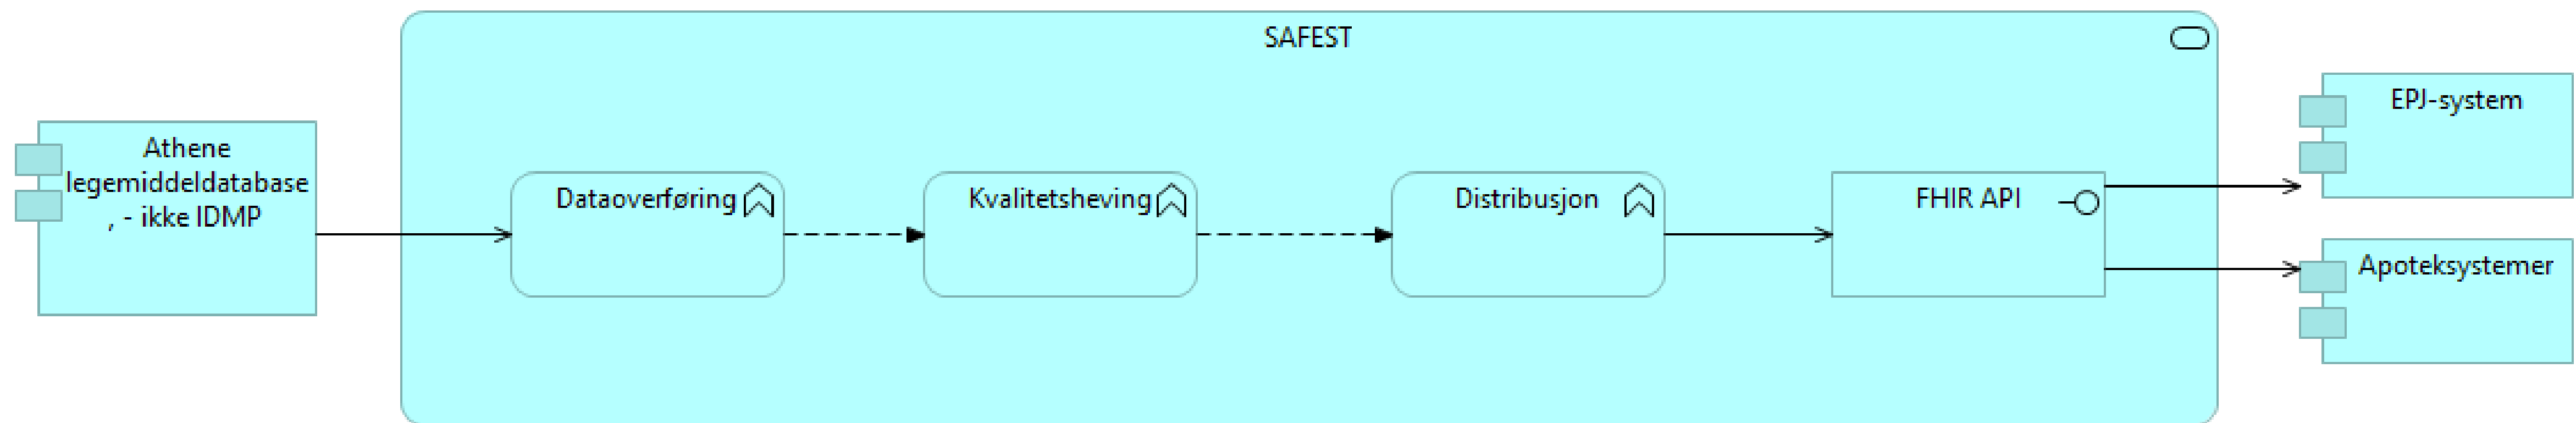 SAFEST
Athene
legemiddeldatabase
, - ikke IDMP
Dataoverføring
Kvalitetsheving
Distribusjon
FHIR API
EPJ-system
Apoteksystemer